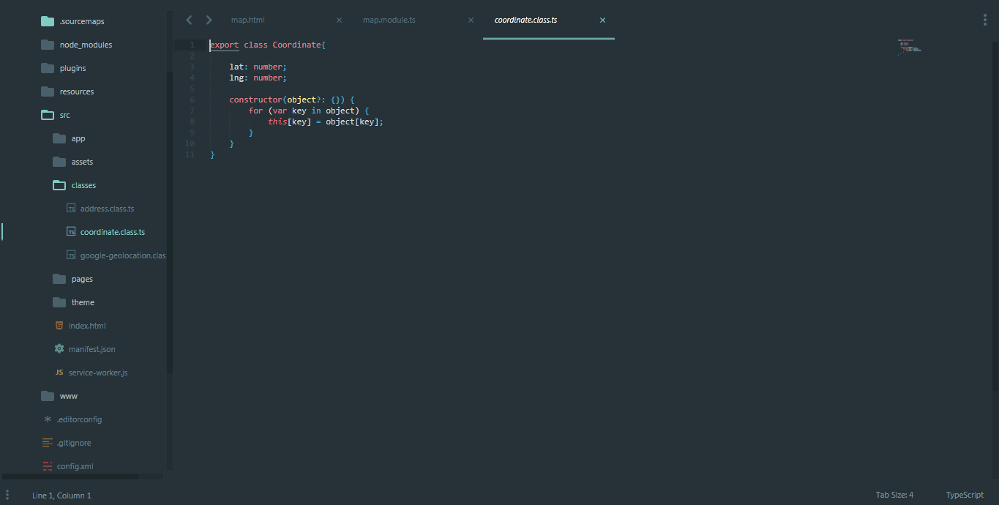 .sourcemaps
node_modules
plugins
resources
src
app
assets
classes
TS address.class.ts
TS coordinate.class.ts
TS google-geolocation.clas
pages
theme
index.html
manifest.json
JS service-worker.js
www
.editorconfig
.gitignore
config.xml
map.html
map.module.ts
coordinate.class.ts
1 export class Coordinate{
2
3     lat: number;
4     lng: number;
5
6     constructor(object?: {}) {
7         for (var key in object) {
8             this[key] = object[key];
9         }
10     }
11 }
Line 1, Column 1
Tab Size: 4
TypeScript